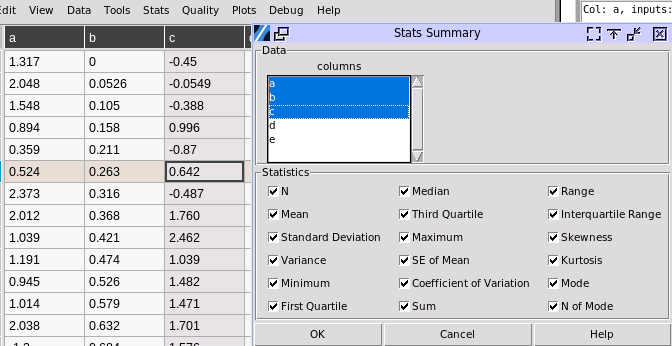 Edit View Data Tools Stats Quality Plots Debug Help
Col: a, inputs:
a b c
1.317 0 -0.45
2.048 0.0526 -0.0549
1.548 0.105 -0.388
0.894 0.158 0.996
0.359 0.211 -0.87
0.524 0.263 0.642
2.373 0.316 -0.487
2.012 0.368 1.760
1.039 0.421 2.462
1.191 0.474 1.039
0.945 0.526 1.482
1.014 0.579 1.471
2.038 0.632 1.701
Stats Summary
Data
columns
a
b
c
d
e
Statistics
N Median Range
Mean Third Quartile Interquartile Range
Standard Deviation Maximum Skewness
Variance SE of Mean Kurtosis
Minimum Coefficient of Variation Mode
First Quartile Sum N of Mode
OK Cancel Help